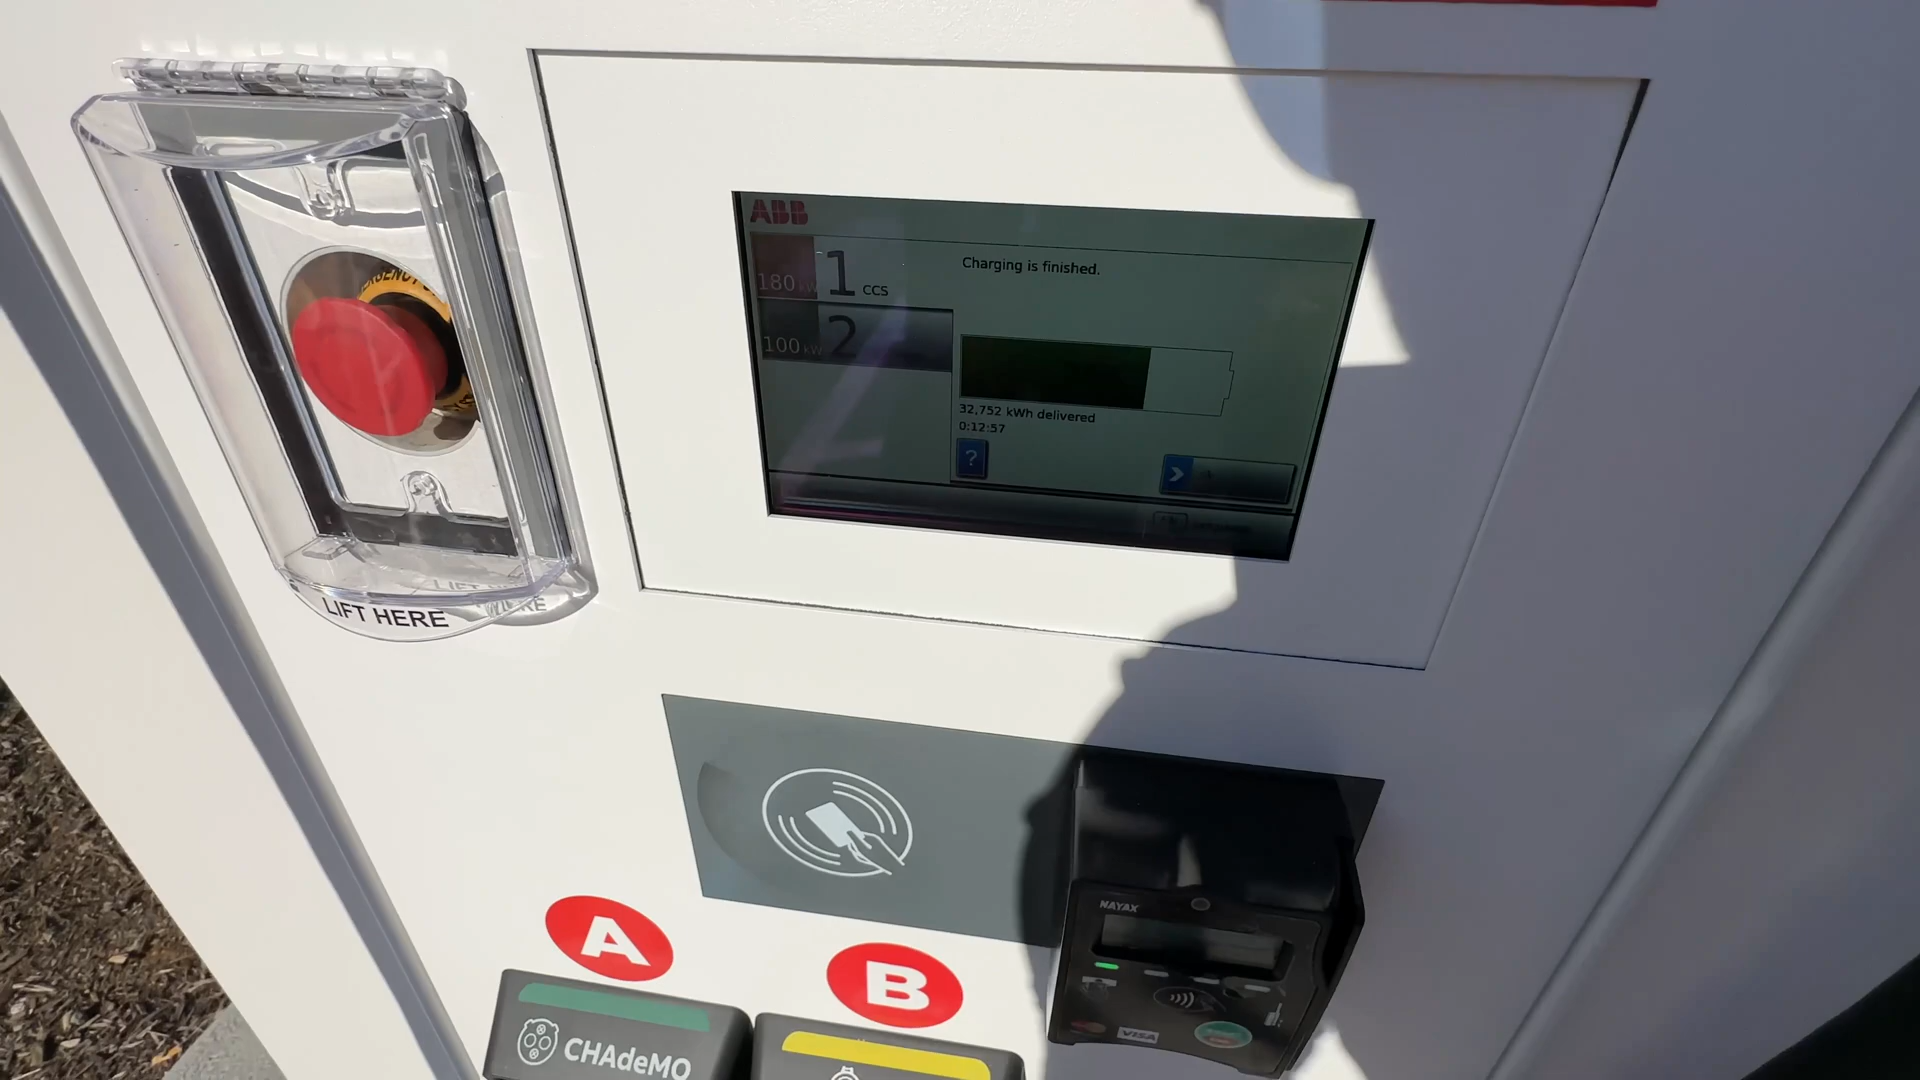 ABB
180 kW
1 CCS
Charging is finished.
100 kW
2
32,752 kWh delivered
0:12:57
?
LIFT HERE
A
B
NAYAX
CHAdeMO
VISA